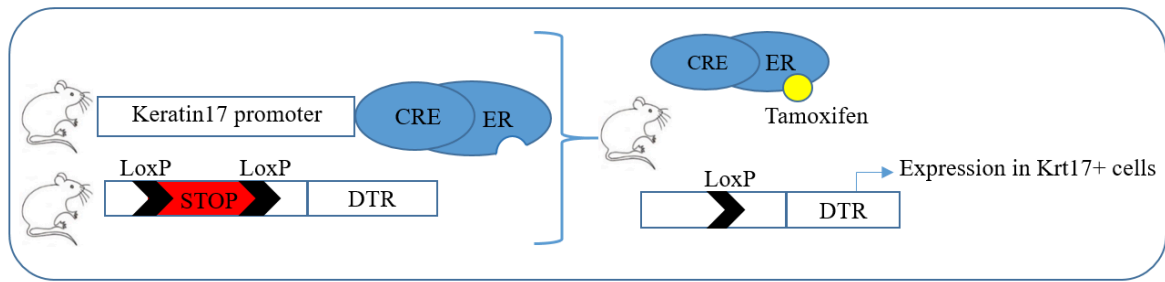 Keratin17 promoter
CRE
ER
LoxP
LoxP
STOP
DTR
CRE
ER
Tamoxifen
LoxP
Expression in Krt17+ cells
DTR